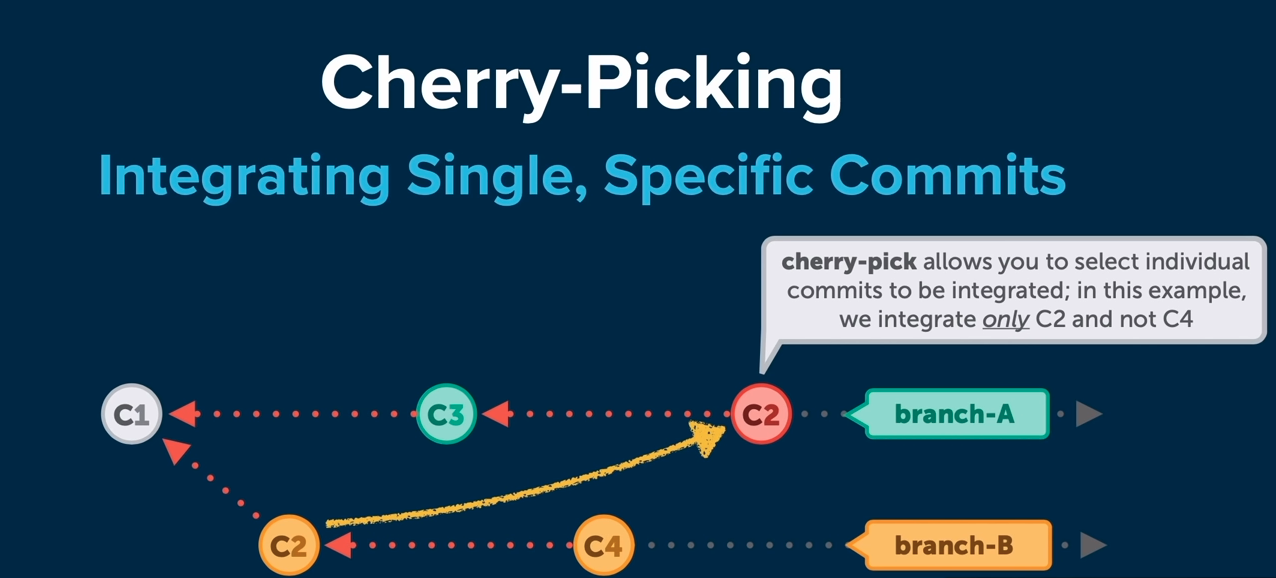 Cherry-Picking
Integrating Single, Specific Commits
cherry-pick allows you to select individual
commits to be integrated; in this example,
we integrate only C2 and not C4
C1 C3 C2 branch-A
C2 C4 branch-B